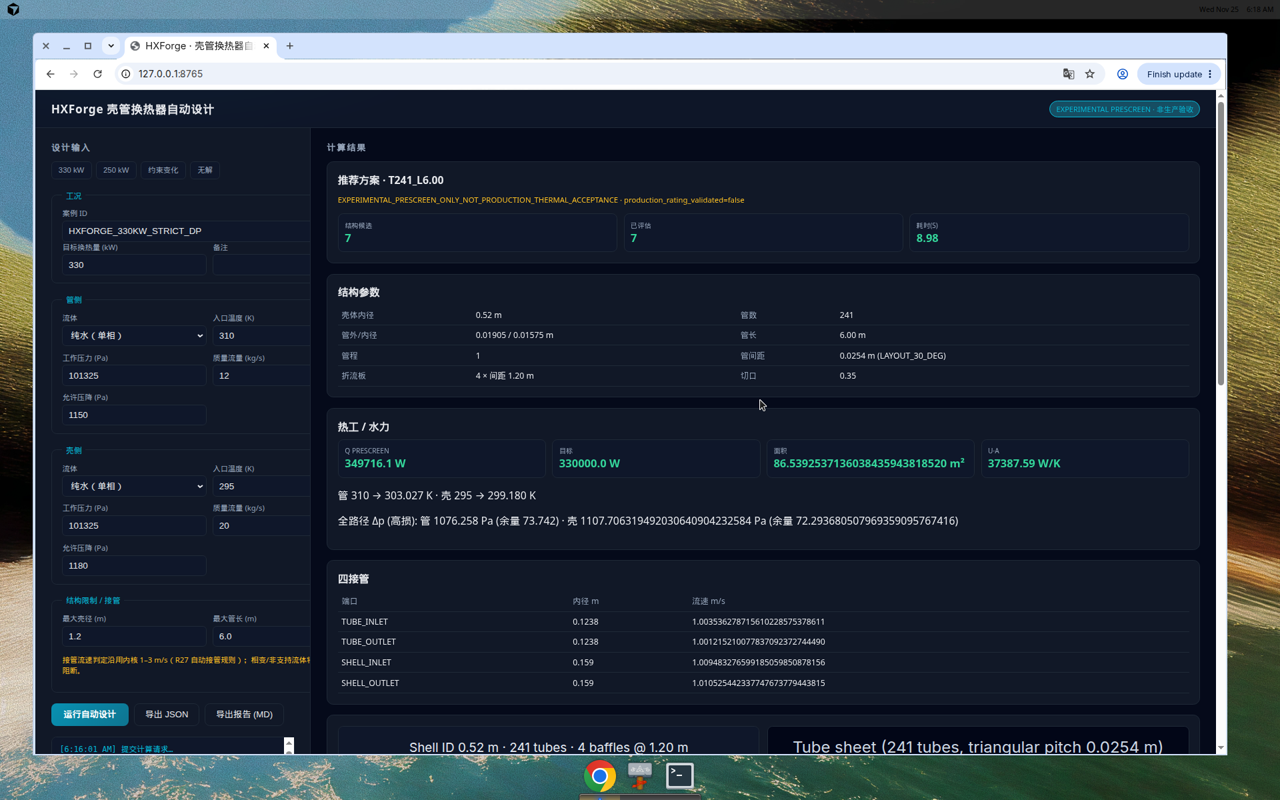 Wed Nov 25 6:18 AM
HXForge · 壳管换热器自
127.0.0.1:8765
Finish update
HXForge 壳管换热器自动设计
EXPERIMENTAL PRESCREEN · 非生产验收
设计输入
330 kW
250 kW
约束变化
无解
工况
案例 ID
HXFORGE_330KW_STRICT_DP
目标换热量 (kW)
备注
330
管侧
流体
入口温度 (K)
纯水（单相）
310
工作压力 (Pa)
质量流量 (kg/s)
101325
12
允许压降 (Pa)
1150
壳侧
流体
入口温度 (K)
纯水（单相）
295
工作压力 (Pa)
质量流量 (kg/s)
101325
20
允许压降 (Pa)
1180
结构限制 / 接管
最大壳径 (m)
最大管长 (m)
1.2
6.0
接管流速判定沿用内核 1–3 m/s（R27 自动接管规则）；相变/非支持流体
阻断。
运行自动设计
导出 JSON
导出报告 (MD)
[6:16:01 AM] 提交计算请求…
计算结果
推荐方案 · T241_L6.00
EXPERIMENTAL_PRESCREEN_ONLY_NOT_PRODUCTION_THERMAL_ACCEPTANCE · production_rating_validated=false
结构候选
7
已评估
7
耗时(S)
8.98
结构参数
壳体内径 0.52 m 管数 241
管外/内径 0.01905 / 0.01575 m 管长 6.00 m
管程 1 管间距 0.0254 m (LAYOUT_30_DEG)
折流板 4 × 间距 1.20 m 切口 0.35
热工 / 水力
Q PRESCREEN
349716.1 W
目标
330000.0 W
面积
86.5392537136038435943818520 m²
U·A
37387.59 W/K
管 310 → 303.027 K · 壳 295 → 299.180 K
全路径 Δp (高损): 管 1076.258 Pa (余量 73.742) · 壳 1107.706319492030640904232584 Pa (余量 72.293680507969359095767416)
四接管
端口 内径 m 流速 m/s
TUBE_INLET 0.1238 1.003536278715610228575378611
TUBE_OUTLET 0.1238 1.001215210077837092372744490
SHELL_INLET 0.159 1.009483276599185059850878156
SHELL_OUTLET 0.159 1.010525442337747673779443815
Shell ID 0.52 m · 241 tubes · 4 baffles @ 1.20 m
Tube sheet (241 tubes, triangular pitch 0.0254 m)